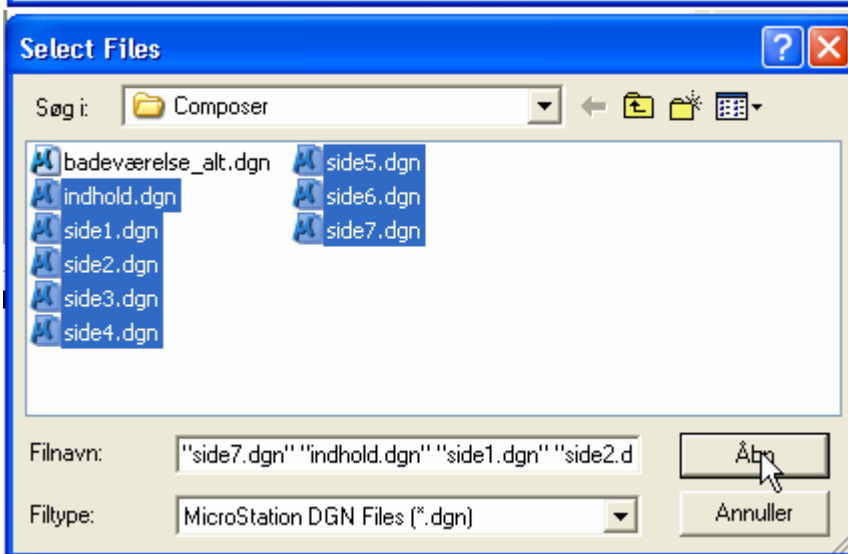 Select Files
Søg i: Composer
badeværelse_alt.dgn
indhold.dgn
side1.dgn
side2.dgn
side3.dgn
side4.dgn
side5.dgn
side6.dgn
side7.dgn
Filnavn: "side7.dgn" "indhold.dgn" "side1.dgn" "side2.d
Åbn
Filtype: MicroStation DGN Files (*.dgn)
Annuller